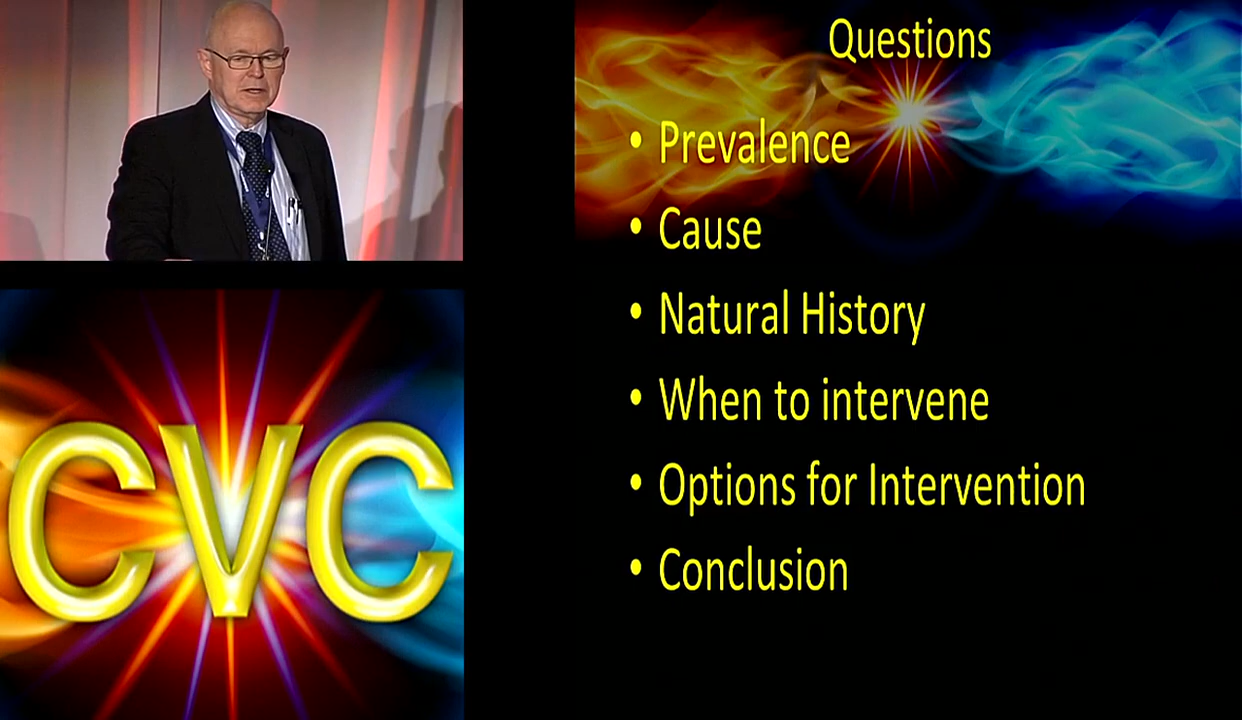 Questions
• Prevalence
• Cause
• Natural History
• When to intervene
• Options for Intervention
• Conclusion
CVC